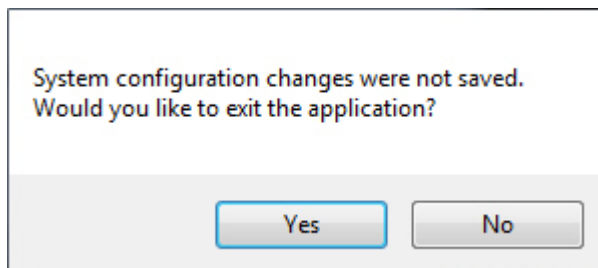 System configuration changes were not saved.
Would you like to exit the application?
Yes No